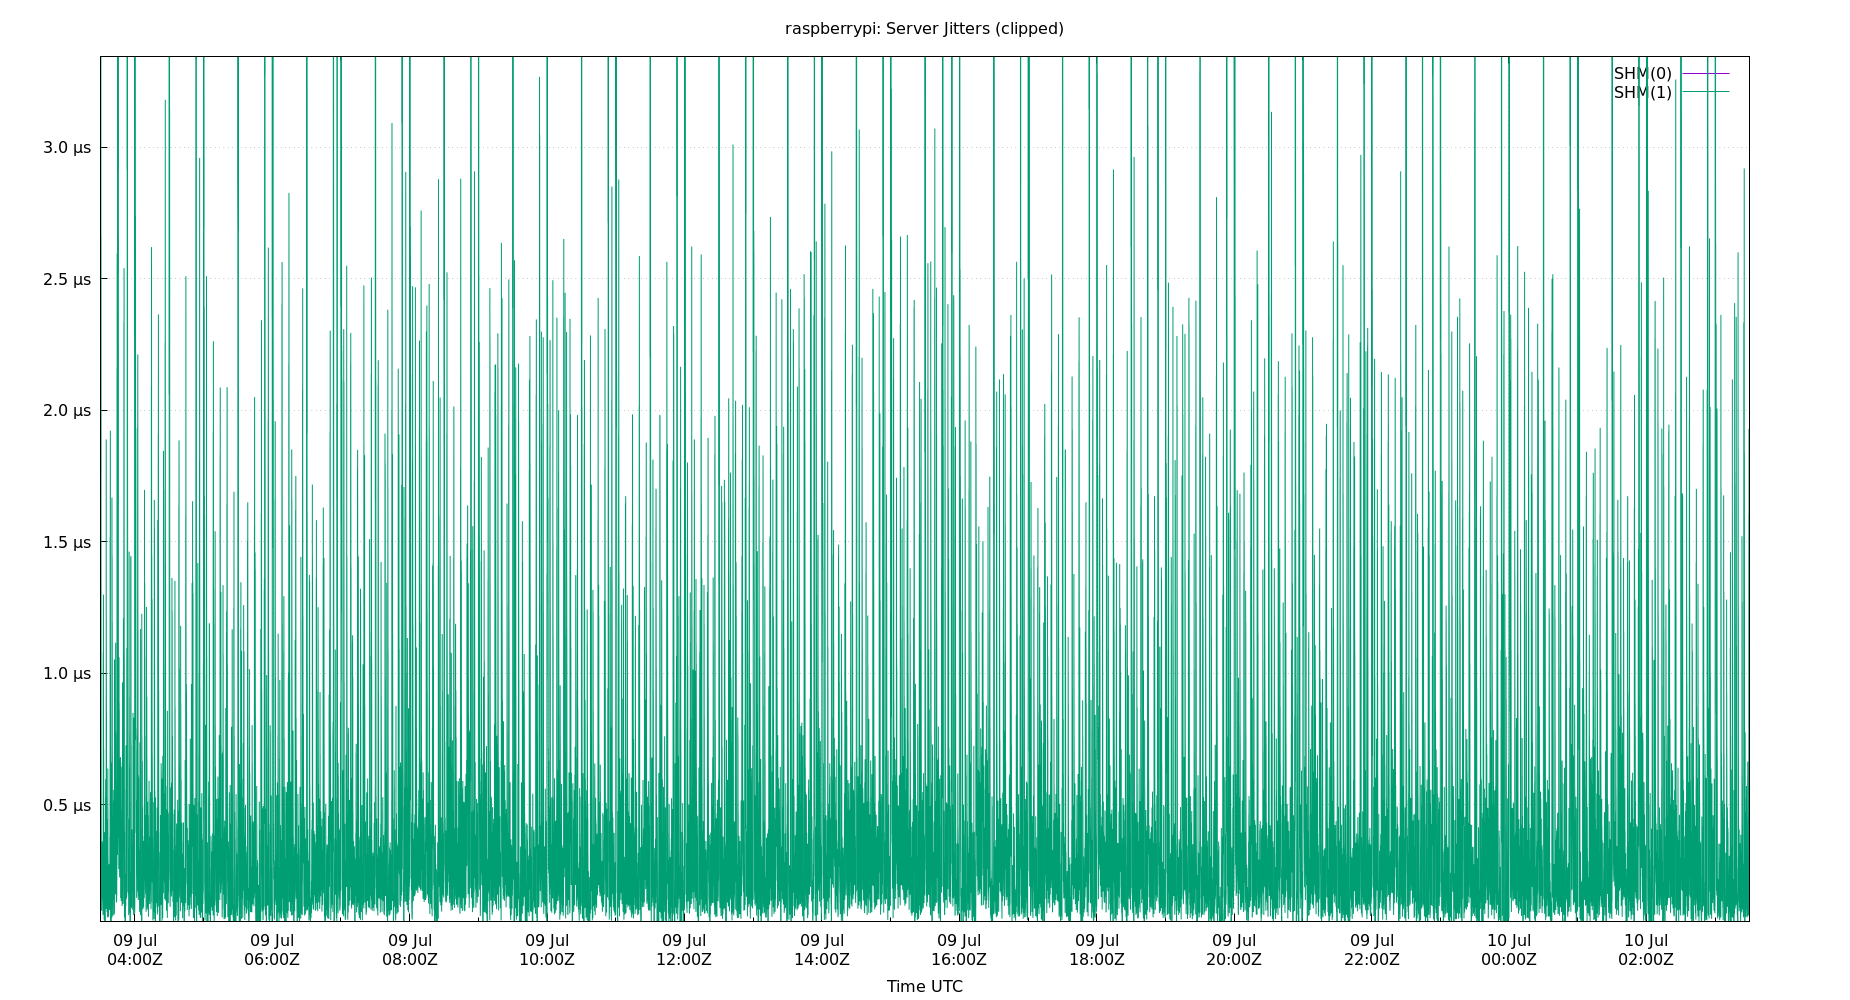 raspberrypi: Server Jitters (clipped)
SHM(0)
SHM(1)
3.0 µs
2.5 µs
2.0 µs
1.5 µs
1.0 µs
0.5 µs
09 Jul 09 Jul 09 Jul 09 Jul 09 Jul 09 Jul 09 Jul 09 Jul 09 Jul 09 Jul 10 Jul 10 Jul
04:00Z 06:00Z 08:00Z 10:00Z 12:00Z 14:00Z 16:00Z 18:00Z 20:00Z 22:00Z 00:00Z 02:00Z
Time UTC